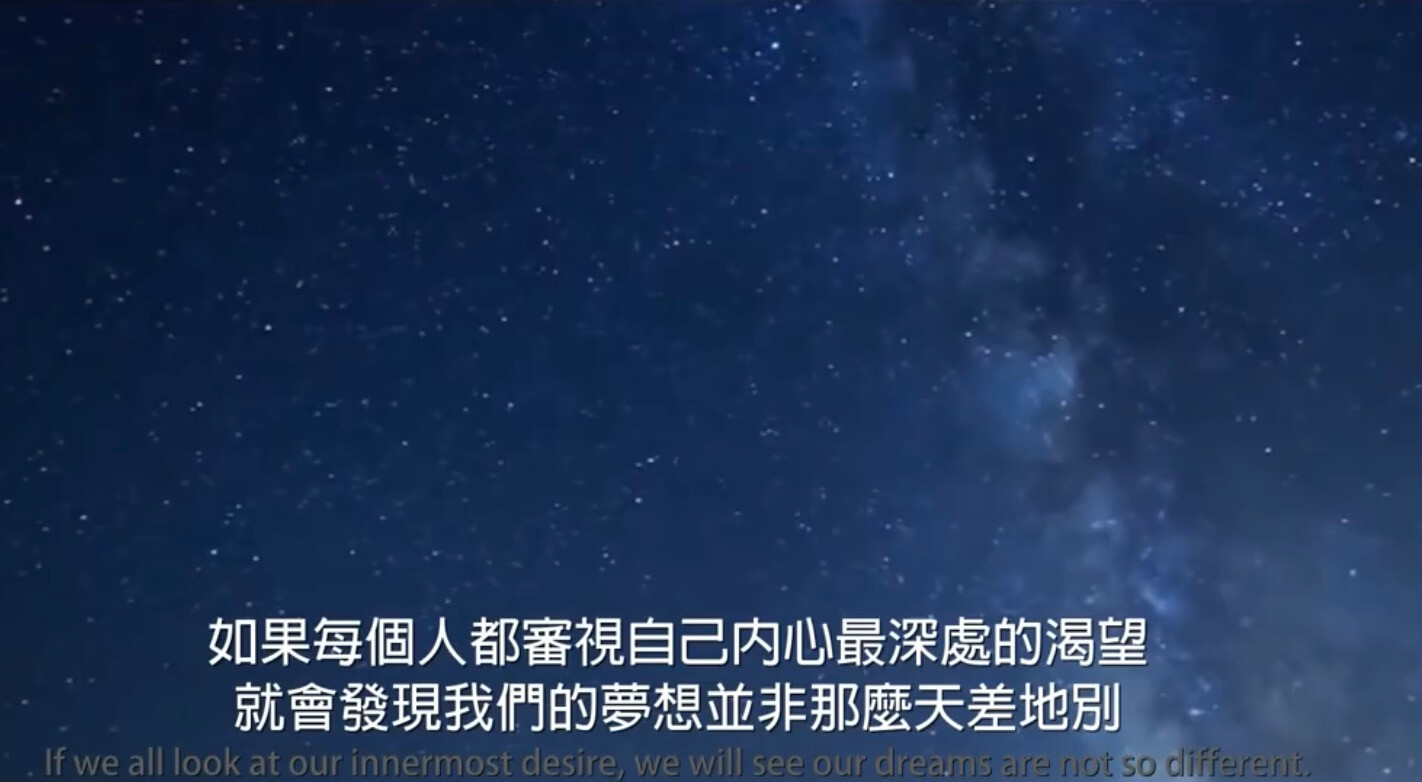 如果每個人都審視自己内心最深處的渴望
就會發現我們的夢想並非那麼天差地別
If we all look at our innermost desire, we will see our dreams are not so different.